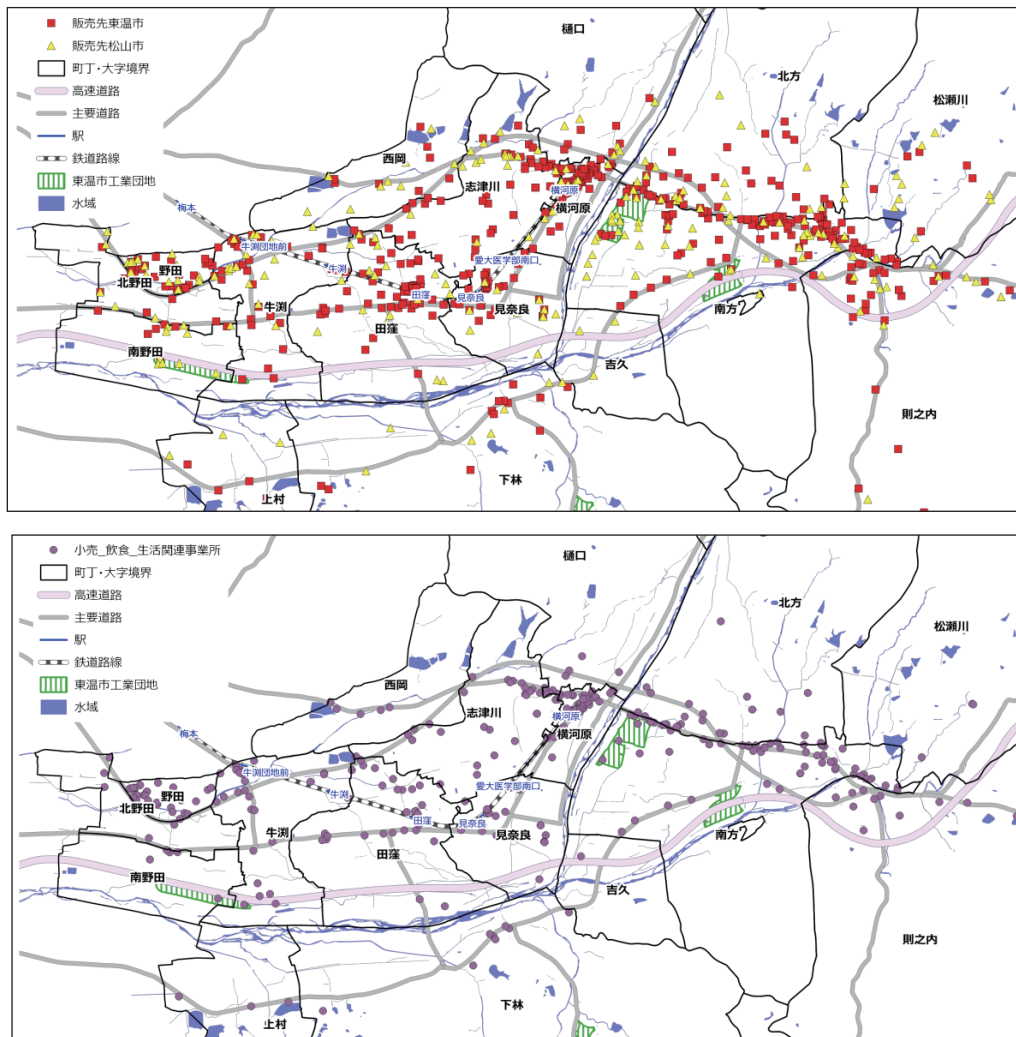 販売先東温市
販売先松山市
町丁・大字境界
高速道路
主要道路
駅
鉄道路線
東温市工業団地
水域
樋口
北方
松瀬川
西岡
志津川
横河原
横河原
梅本
牛渕団地前
愛大医学部南口
野田
北野田
牛渕
田窪
見奈良
見奈良
牛渕
田窪
南方
南野田
吉久
則之内
下林
上村
小売_飲食_生活関連事業所
町丁・大字境界
高速道路
主要道路
駅
鉄道路線
東温市工業団地
水域
樋口
北方
松瀬川
西岡
志津川
横河原
横河原
梅本
牛渕団地前
愛大医学部南口
牛渕
野田
北野田
田窪
見奈良
見奈良
牛渕
田窪
南方
南野田
吉久
則之内
下林
上村